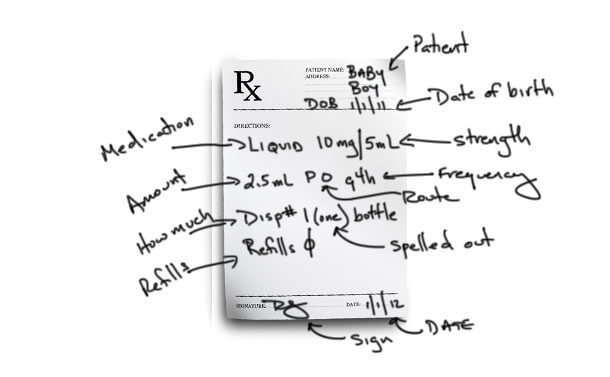 Patient
Rx
PATIENT NAME: BABY
ADDRESS: BOY
DOB 1/1/11
Date of birth
DIRECTIONS:
Medication
LIQUID 10mg/5mL
strength
Amount
2.5mL PO q4h
Frequency
Route
How much
Disp# 1 (one) bottle
Spelled out
Refills
Refills ϕ
SIGNATURE:
DATE: 1/1/12
Sign
DATE